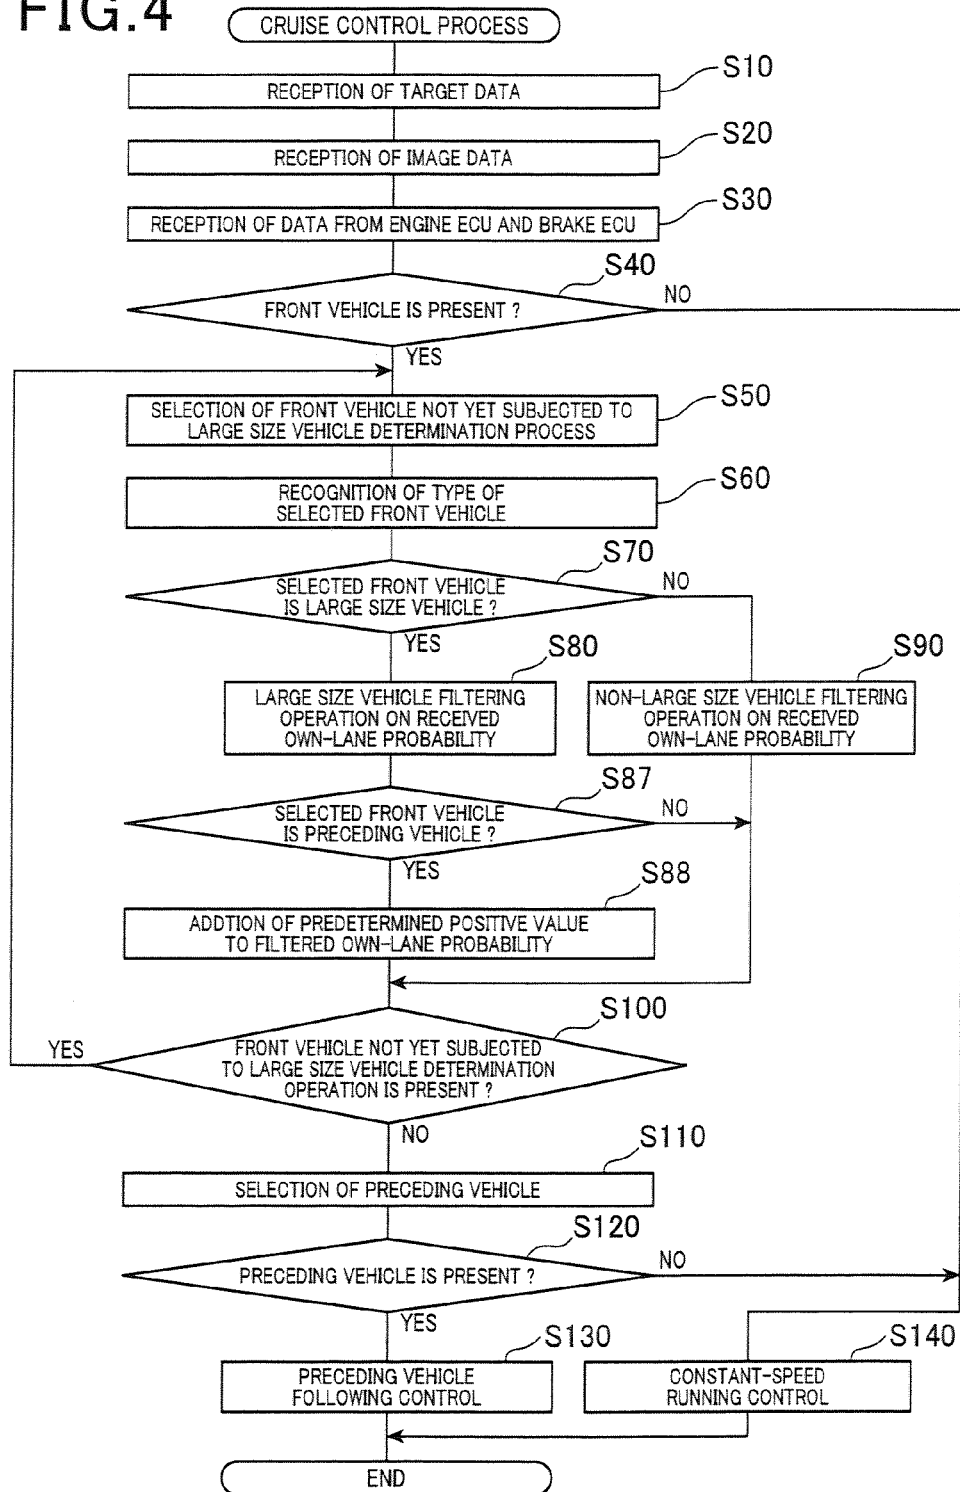 FIG.4
CRUISE CONTROL PROCESS
S10
RECEPTION OF TARGET DATA
S20
RECEPTION OF IMAGE DATA
S30
RECEPTION OF DATA FROM ENGINE ECU AND BRAKE ECU
S40
FRONT VEHICLE IS PRESENT ?
NO
YES
S50
SELECTION OF FRONT VEHICLE NOT YET SUBJECTED TO
LARGE SIZE VEHICLE DETERMINATION PROCESS
S60
RECOGNITION OF TYPE OF
SELECTED FRONT VEHICLE
S70
SELECTED FRONT VEHICLE
IS LARGE SIZE VEHICLE ?
NO
YES
S80
LARGE SIZE VEHICLE FILTERING
OPERATION ON RECEIVED
OWN-LANE PROBABILITY
S90
NON-LARGE SIZE VEHICLE FILTERING
OPERATION ON RECEIVED
OWN-LANE PROBABILITY
S87
SELECTED FRONT VEHICLE
IS PRECEDING VEHICLE ?
NO
YES
S88
ADDTION OF PREDETERMINED POSITIVE VALUE
TO FILTERED OWN-LANE PROBABILITY
S100
YES
FRONT VEHICLE NOT YET SUBJECTED
TO LARGE SIZE VEHICLE DETERMINATION
OPERATION IS PRESENT ?
NO
S110
SELECTION OF PRECEDING VEHICLE
S120
PRECEDING VEHICLE IS PRESENT ?
NO
YES
S130
PRECEDING VEHICLE
FOLLOWING CONTROL
S140
CONSTANT-SPEED
RUNNING CONTROL
END